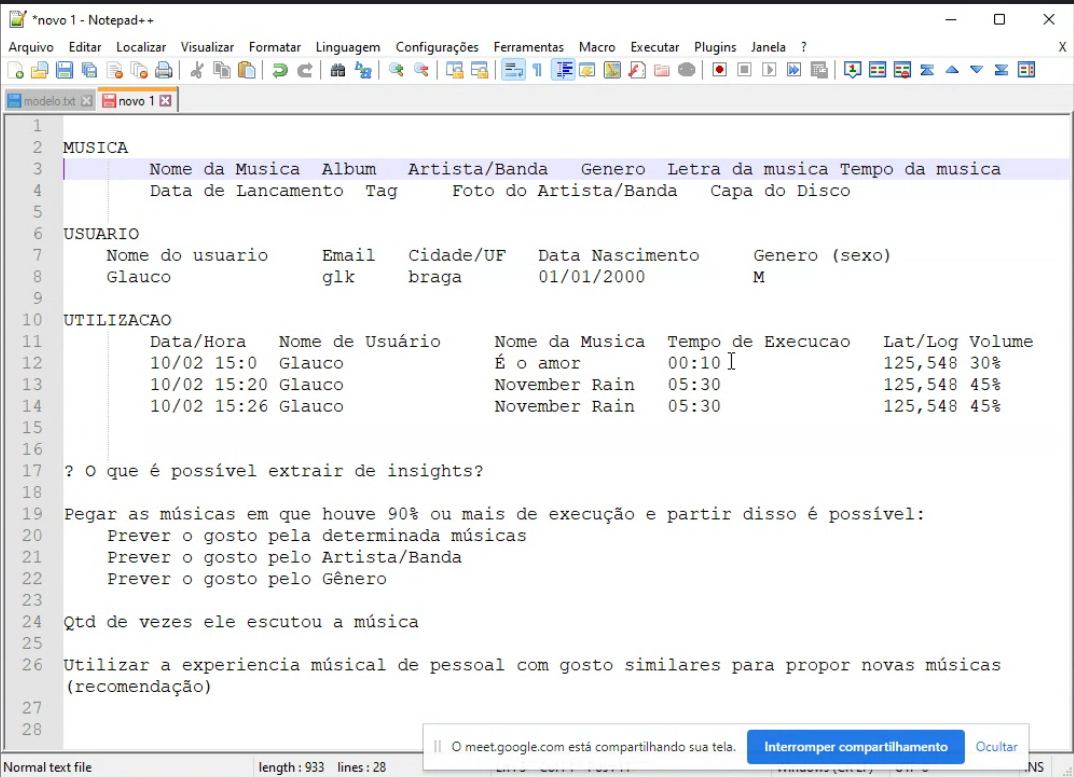 *novo 1 - Notepad++
Arquivo Editar Localizar Visualizar Formatar Linguagem Configurações Ferramentas Macro Executar Plugins Janela ? X
modelo.txt novo 1
1
2 MUSICA
3 Nome da Musica Album Artista/Banda Genero Letra da musica Tempo da musica
4 Data de Lancamento Tag Foto do Artista/Banda Capa do Disco
5
6 USUARIO
7 Nome do usuario Email Cidade/UF Data Nascimento Genero (sexo)
8 Glauco glk braga 01/01/2000 M
9
10 UTILIZACAO
11 Data/Hora Nome de Usuário Nome da Musica Tempo de Execucao Lat/Log Volume
12 10/02 15:0 Glauco É o amor 00:10 125,548 30%
13 10/02 15:20 Glauco November Rain 05:30 125,548 45%
14 10/02 15:26 Glauco November Rain 05:30 125,548 45%
15
16
17 ? O que é possível extrair de insights?
18
19 Pegar as músicas em que houve 90% ou mais de execução e partir disso é possível:
20 Prever o gosto pela determinada músicas
21 Prever o gosto pelo Artista/Banda
22 Prever o gosto pelo Gênero
23
24 Qtd de vezes ele escutou a música
25
26 Utilizar a experiencia músical de pessoal com gosto similares para propor novas músicas
(recomendação)
27
28
O meet.google.com está compartilhando sua tela. Interromper compartilhamento Ocultar
Normal text file length : 933 lines : 28